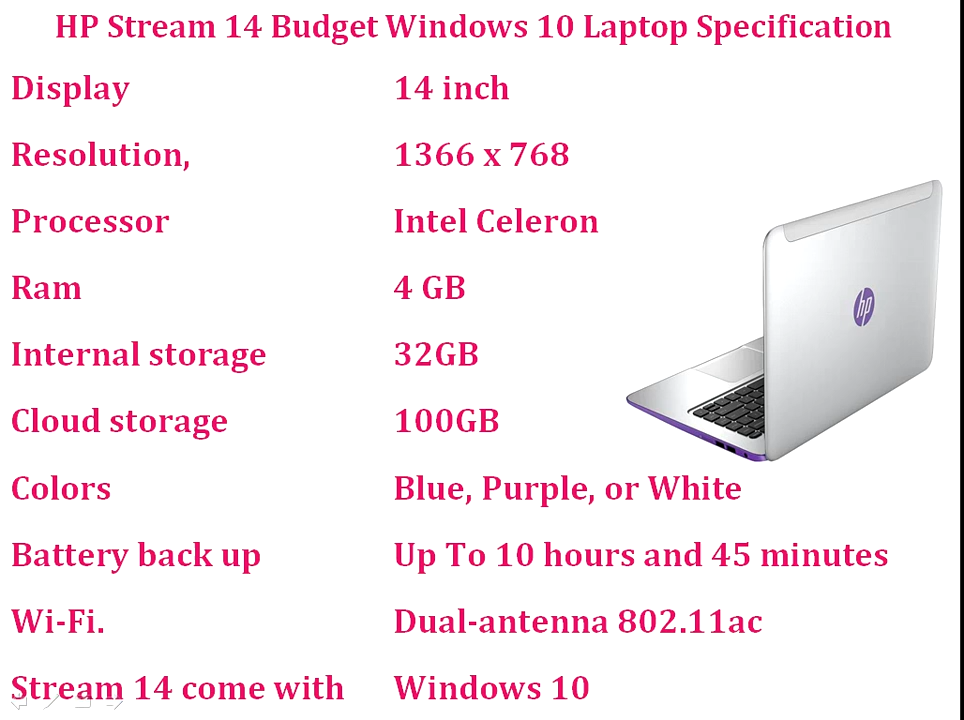 HP Stream 14 Budget Windows 10 Laptop Specification
Display 14 inch
Resolution, 1366 x 768
Processor Intel Celeron
Ram 4 GB
Internal storage 32GB
Cloud storage 100GB
hp
Colors Blue, Purple, or White
Battery back up Up To 10 hours and 45 minutes
Wi-Fi. Dual-antenna 802.11ac
Stream 14 come with Windows 10